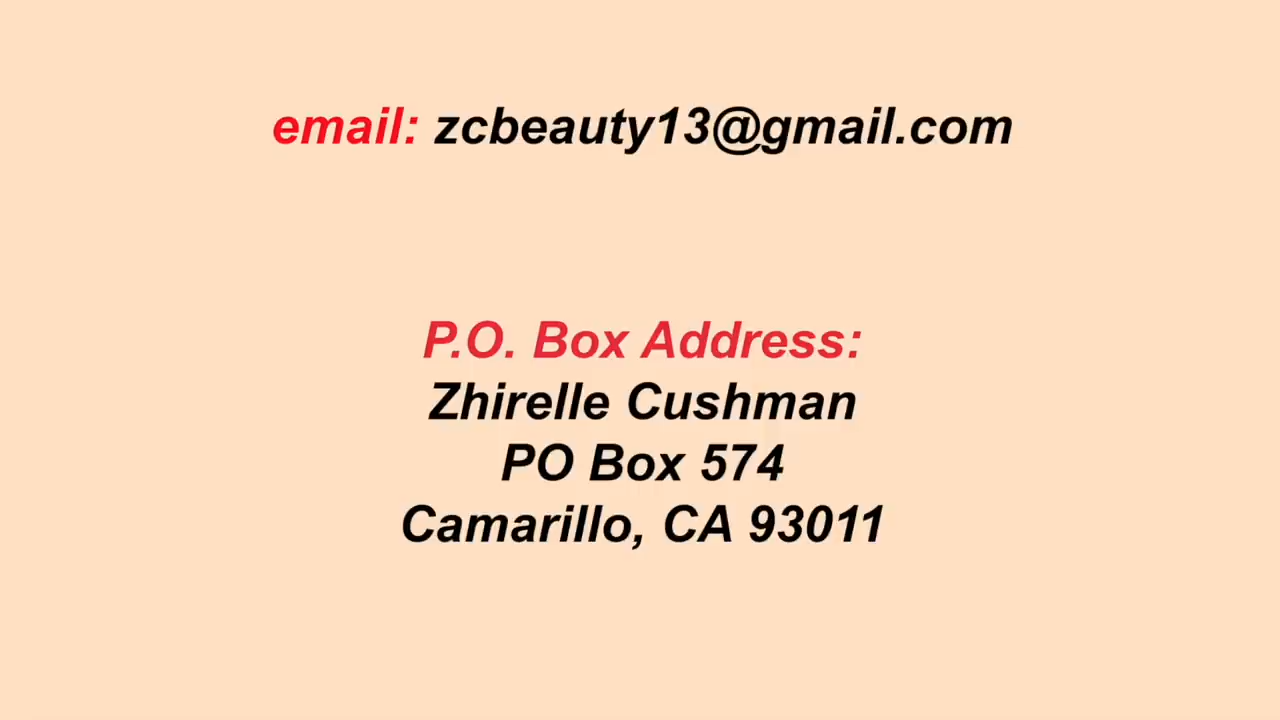 email: zcbeauty13@gmail.com
P.O. Box Address:
Zhirelle Cushman
PO Box 574
Camarillo, CA 93011